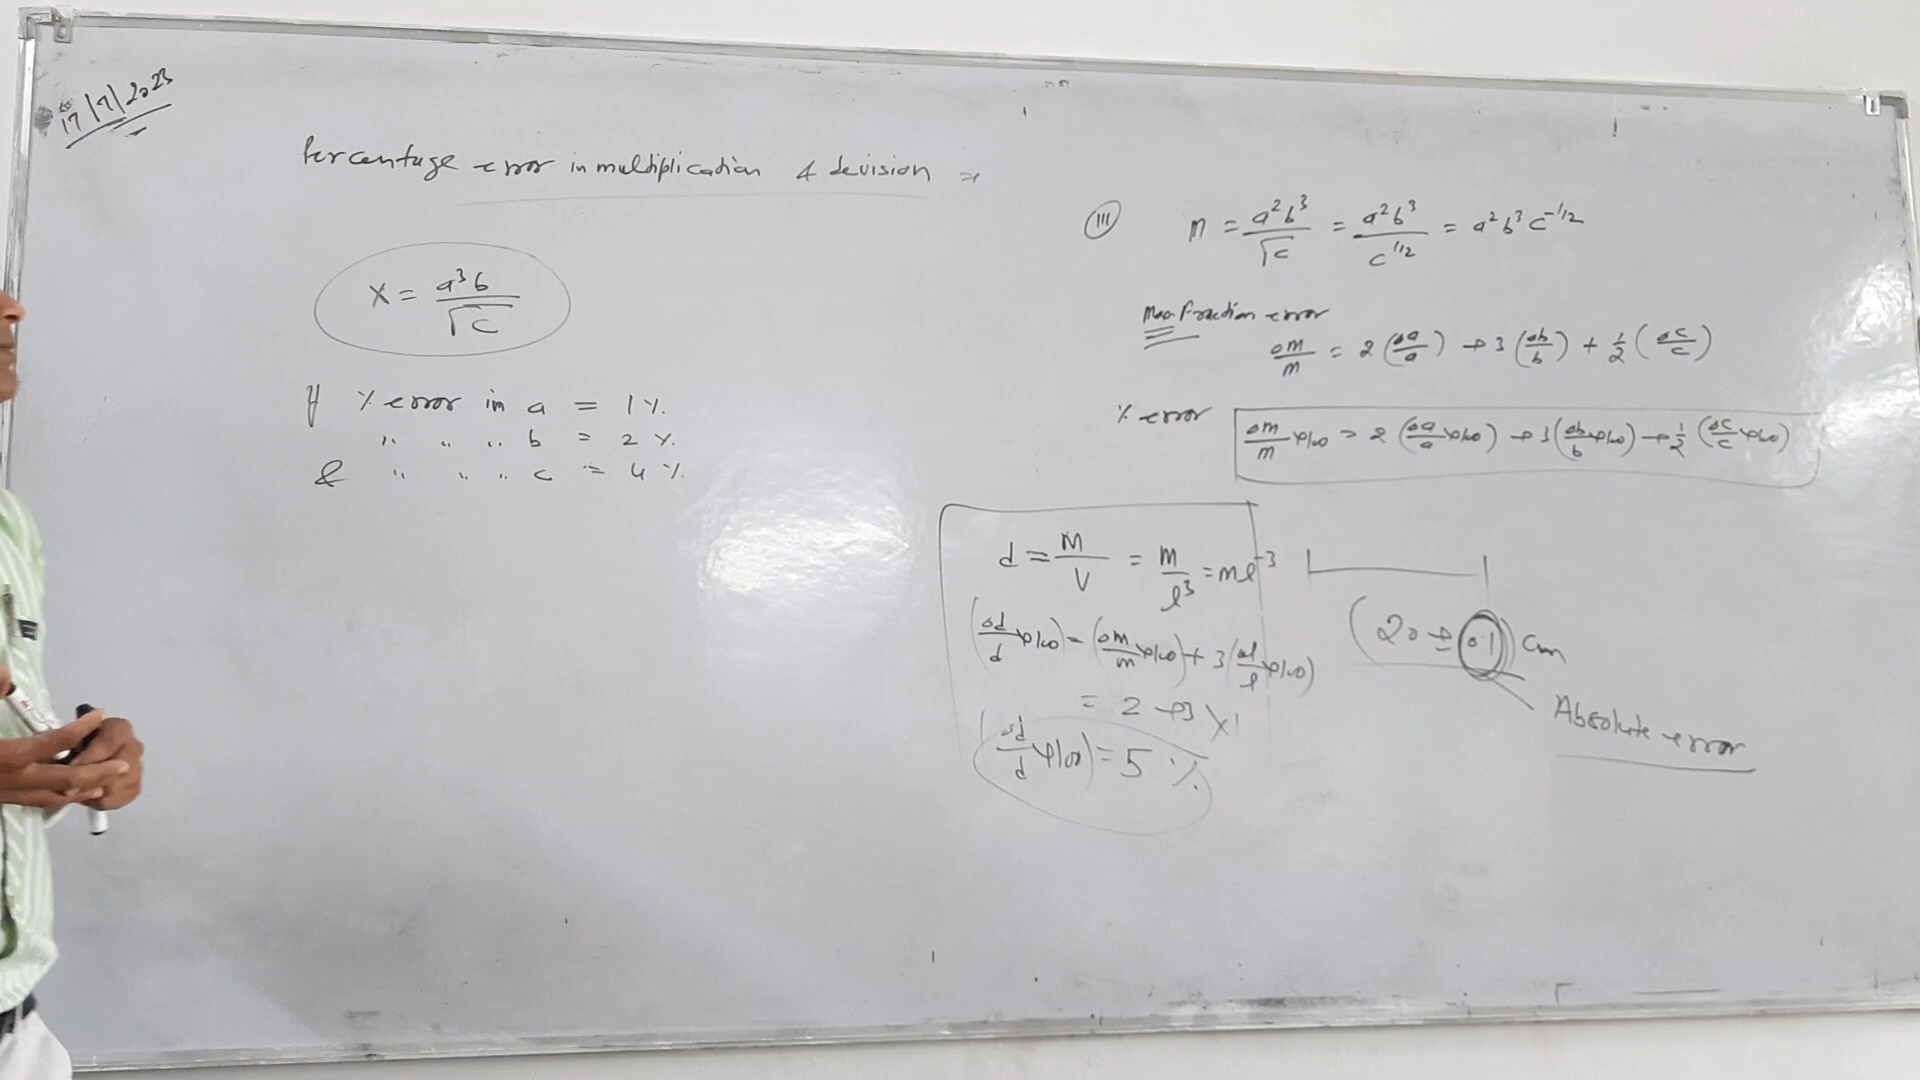 17/7/2023
Percentage error in multiplication & devision ⇒
X = a³b / √c
If % error in a = 1%.
" " " b = 2 %.
& " " " c = 4 %.
(III) m = a²b³/√c = a²b³/c^1/2 = a²b³c^-1/2
Max. fraction error
Δm/m = 2(Δa/a) + 3(Δb/b) + 1/2(Δc/c)
% error Δm/m × 100 = 2(Δa/a × 100) + 3(Δb/b × 100) + 1/2(Δc/c × 100)
d = M/V = m/l³ = ml^-3
(Δd/d × 100) = (Δm/m × 100) + 3(Δl/l × 100)
= 2 + 3 × 1
(Δd/d × 100) = 5 %.
(20 ± 0.1) cm
Absolute error